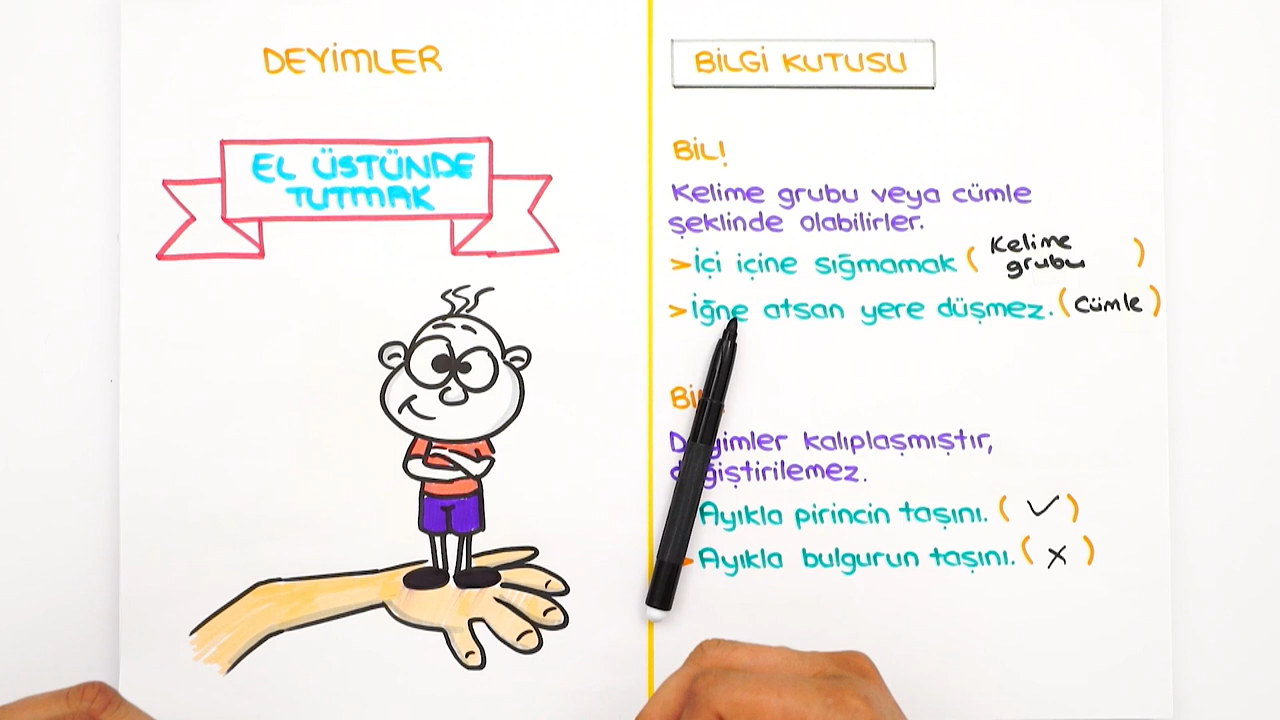 DEYİMLER
EL ÜSTÜNDE
TUTMAK
BİLGİ KUTUSU
BİL!
Kelime grubu veya cümle
şeklinde olabilirler.
>İçi içine sığmamak ( Kelime grubu )
>İğne atsan yere düşmez. (Cümle)
kalıplaşmıştır,
Ayıkla pirincin taşını. ( ✓ )
Ayıkla bulgurun taşını. ( x )